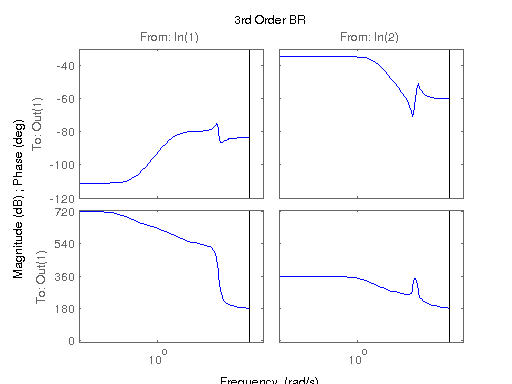 3rd Order BR
From: In(1)
From: In(2)
Magnitude (dB) ; Phase (deg)
To: Out(1)
-40
-60
-80
-100
-120
To: Out(1)
720
540
360
180
0
10^0
10^0
Frequency (rad/s)